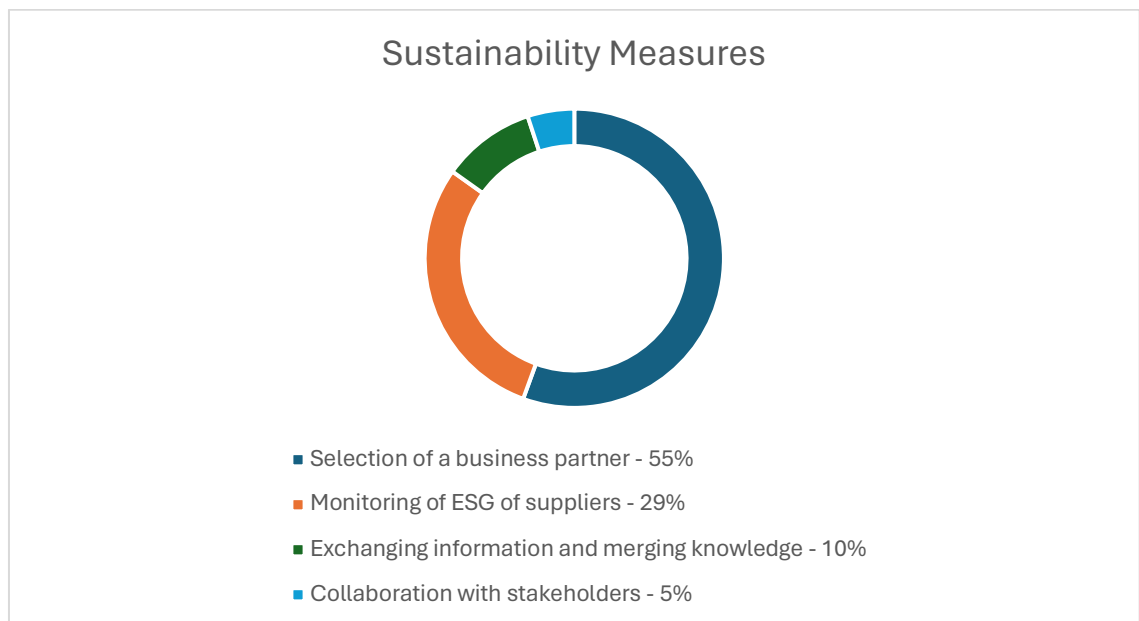 Sustainability Measures
Selection of a business partner - 55%
Monitoring of ESG of suppliers - 29%
Exchanging information and merging knowledge - 10%
Collaboration with stakeholders - 5%